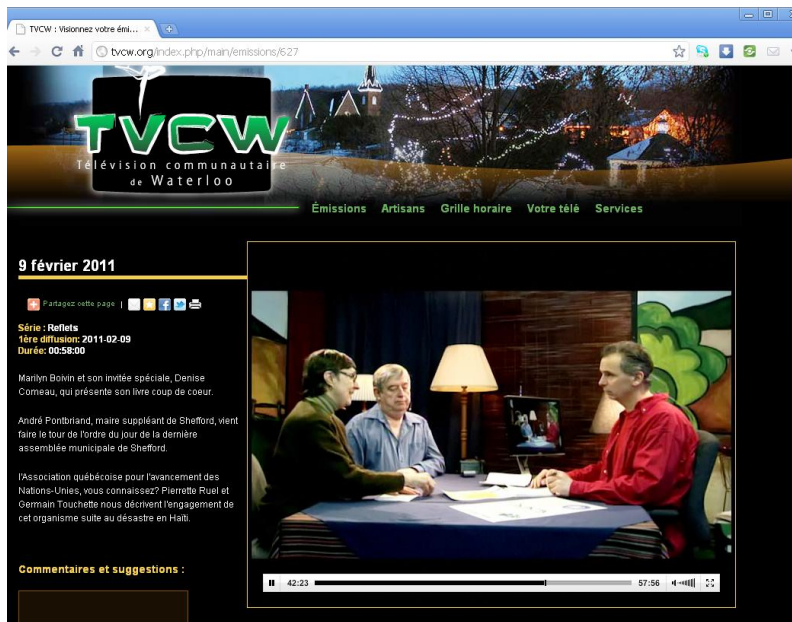 TVCW : Visionnez votre émi...
tvcw.org/index.php/main/emissions/627
TVCW
Télévision communautaire
de Waterloo
Émissions Artisans Grille horaire Votre télé Services
9 février 2011
Partagez cette page |
Série : Reflets
1ère diffusion: 2011-02-09
Durée: 00:58:00
Marilyn Boivin et son invitée spéciale, Denise
Comeau, qui présente son livre coup de coeur.
André Pontbriand, maire suppléant de Shefford, vient
faire le tour de l'ordre du jour de la dernière
assemblée municipale de Shefford.
l'Association québécoise pour l'avancement des
Nations-Unies, vous connaissez? Pierrette Ruel et
Germain Touchette nous décrivent l'engagement de
cet organisme suite au désastre en Haïti.
Commentaires et suggestions :
42:23 57:56